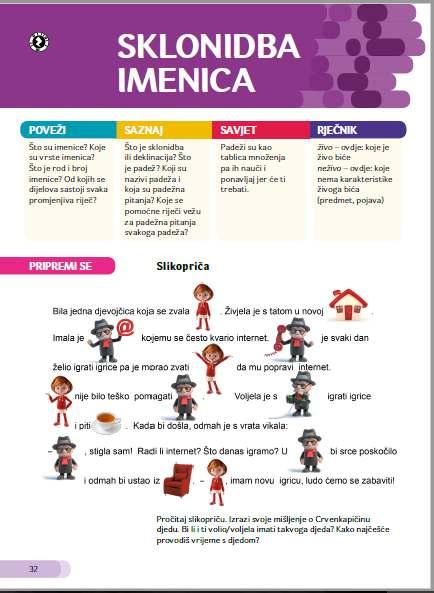 SKLONIDBA
IMENICA
POVEŽI
Što su imenice? Koje
su vrste imenica?
Što je rod i broj
imenice? Od kojih se
dijelova sastoji svaka
promjenjiva riječ?
SAZNAJ
Što je sklonidba
ili deklinacija? Što
je padež? Koji su
nazivi padeža i
koja su padežna
pitanja? Koje se
pomoćne riječi vežu
za padežna pitanja
svakoga padeža?
SAVJET
Padeži su kao
tablica množenja
pa ih nauči i
ponavljaj jer će ti
trebati.
RJEČNIK
živo – ovdje: koje je
živo biće
neživo – ovdje: koje
nema karakteristike
živoga bića
(predmet, pojava)
PRIPREMI SE
Slikopriča
Bila jedna djevojčica koja se zvala . Živjela je s tatom u novoj .
Imala je @ kojemu se često kvario internet. je svaki dan
želio igrati igrice pa je morao zvati da mu popravi internet.
nije bilo teško pomagati . Voljela je s igrati igrice
i piti . Kada bi došla, odmah je s vrata vikala:
– , stigla sam! Radi li internet? Što danas igramo? U bi srce poskočilo
i odmah bi ustao iz . – , imam novu igricu, ludo ćemo se zabaviti!
Pročitaj slikopriču. Izrazi svoje mišljenje o Crvenkapičinu
djedu. Bi li i ti volio/voljela imati takvoga djeda? Kako najčešće
provodiš vrijeme s djedom?
32